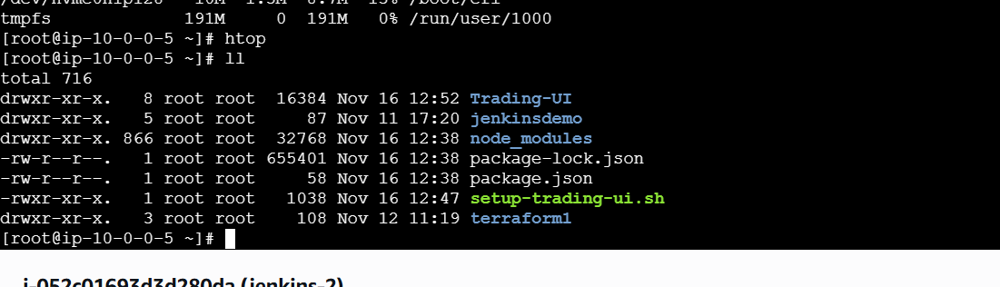 tmpfs 191M 0 191M 0% /run/user/1000
[root@ip-10-0-0-5 ~]# htop
[root@ip-10-0-0-5 ~]# ll
total 716
drwxr-xr-x. 8 root root 16384 Nov 16 12:52 Trading-UI
drwxr-xr-x. 5 root root 87 Nov 11 17:20 jenkinsdemo
drwxr-xr-x. 866 root root 32768 Nov 16 12:38 node_modules
-rw-r--r--. 1 root root 655401 Nov 16 12:38 package-lock.json
-rw-r--r--. 1 root root 58 Nov 16 12:38 package.json
-rwxr-xr-x. 1 root root 1038 Nov 16 12:47 setup-trading-ui.sh
drwxr-xr-x. 3 root root 108 Nov 12 11:19 terraform1
[root@ip-10-0-0-5 ~]#
i-052c01693d3d280da (jenkins-2)